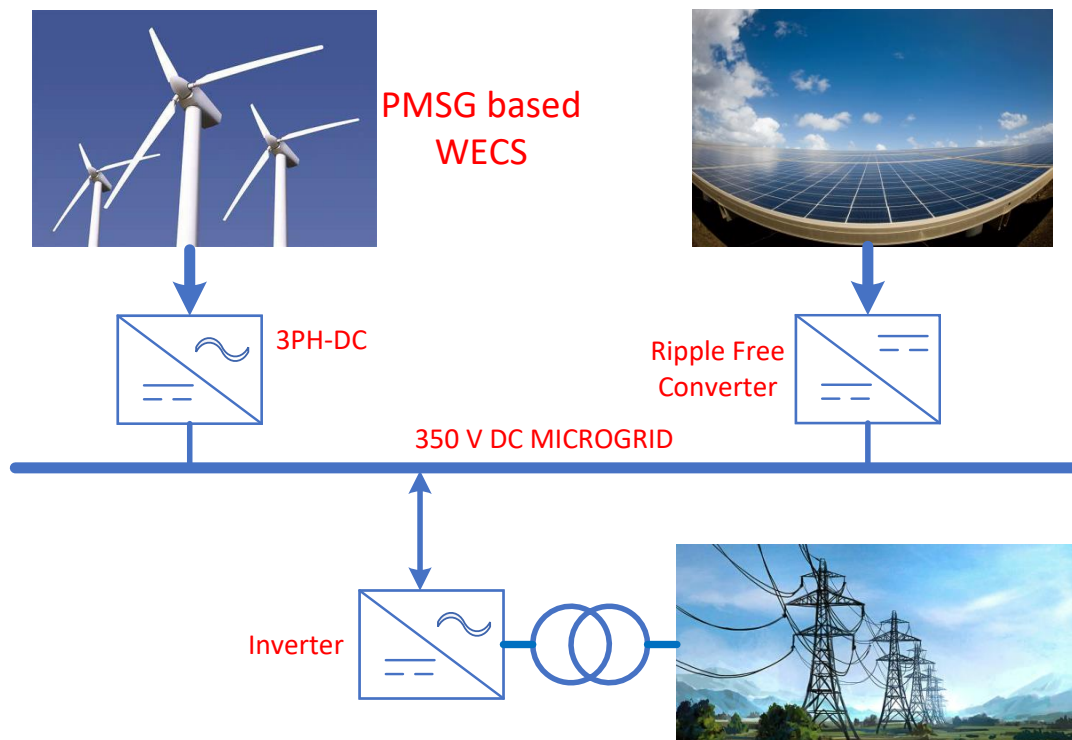 PMSG based
WECS
3PH-DC
Ripple Free
Converter
350 V DC MICROGRID
Inverter